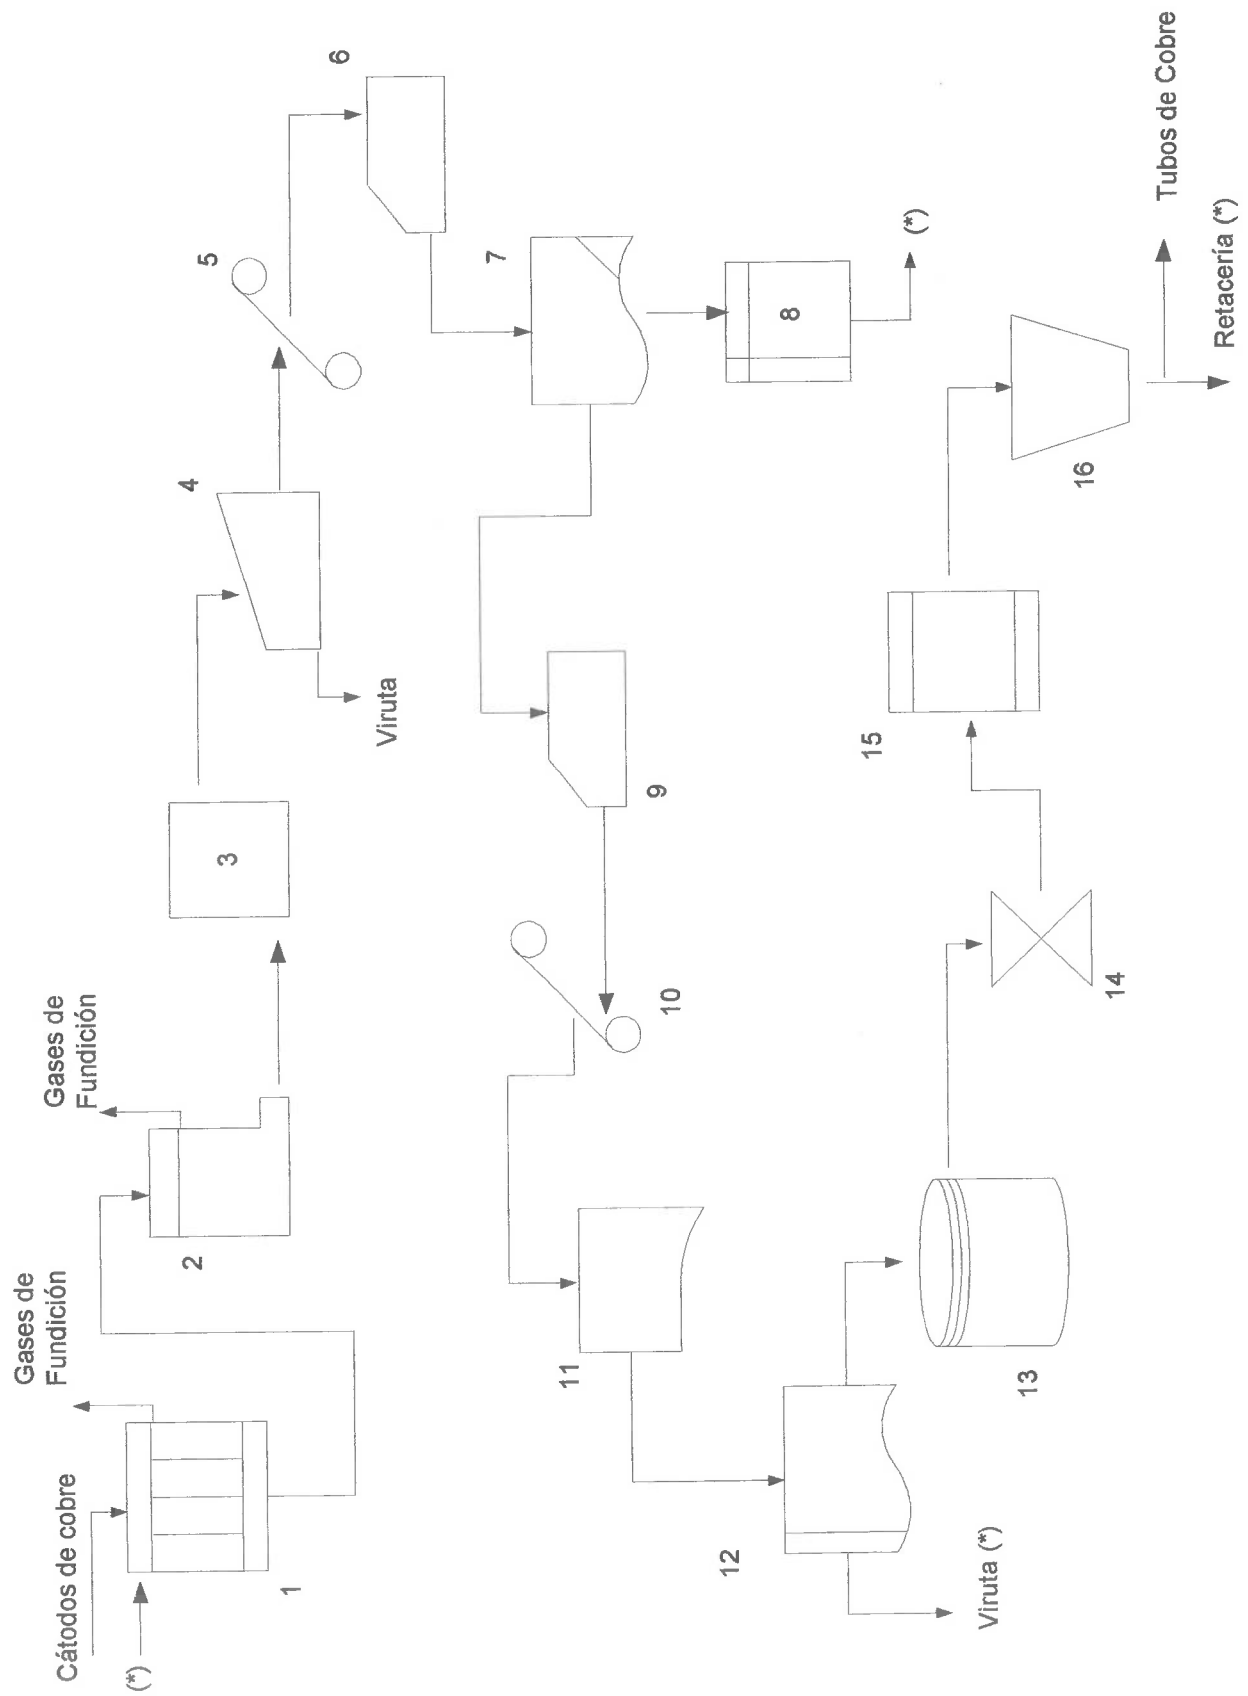 Cátodos de cobre
(*)
1
Gases de
Fundición
2
Gases de
Fundición
3
4
Viruta
5
6
7
8
(*)
9
10
11
12
Viruta (*)
13
14
15
16
Tubos de Cobre
Retacería (*)